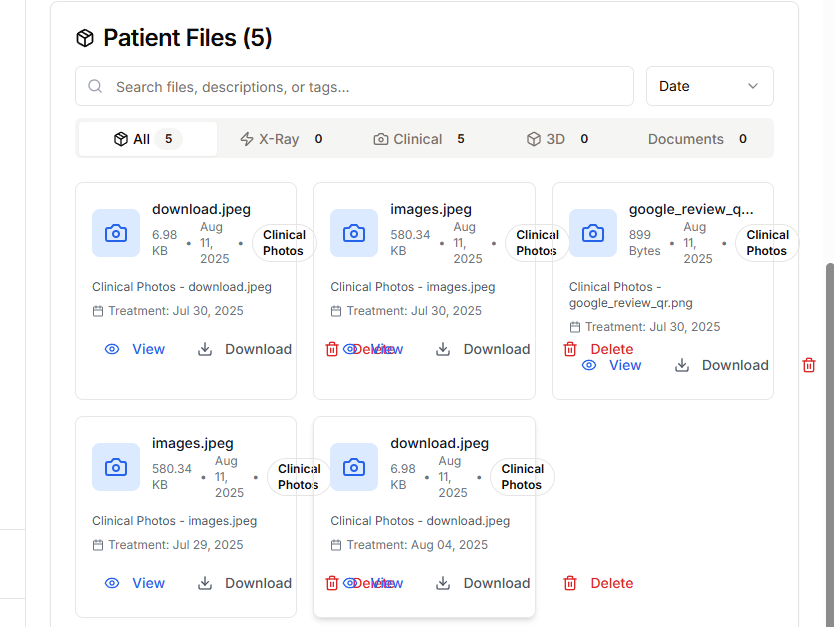 Patient Files (5)
Search files, descriptions, or tags...
Date
All 5
X-Ray 0
Clinical 5
3D 0
Documents 0
download.jpeg
6.98 KB • Aug 11, 2025 • Clinical Photos
Clinical Photos - download.jpeg
Treatment: Jul 30, 2025
View Download Delete
images.jpeg
580.34 KB • Aug 11, 2025 • Clinical Photos
Clinical Photos - images.jpeg
Treatment: Jul 30, 2025
View Download Delete
google_review_q...
899 Bytes • Aug 11, 2025 • Clinical Photos
Clinical Photos -
google_review_qr.png
Treatment: Jul 30, 2025
View Download
images.jpeg
580.34 KB • Aug 11, 2025 • Clinical Photos
Clinical Photos - images.jpeg
Treatment: Jul 29, 2025
View Download Delete
download.jpeg
6.98 KB • Aug 11, 2025 • Clinical Photos
Clinical Photos - download.jpeg
Treatment: Aug 04, 2025
View Download Delete